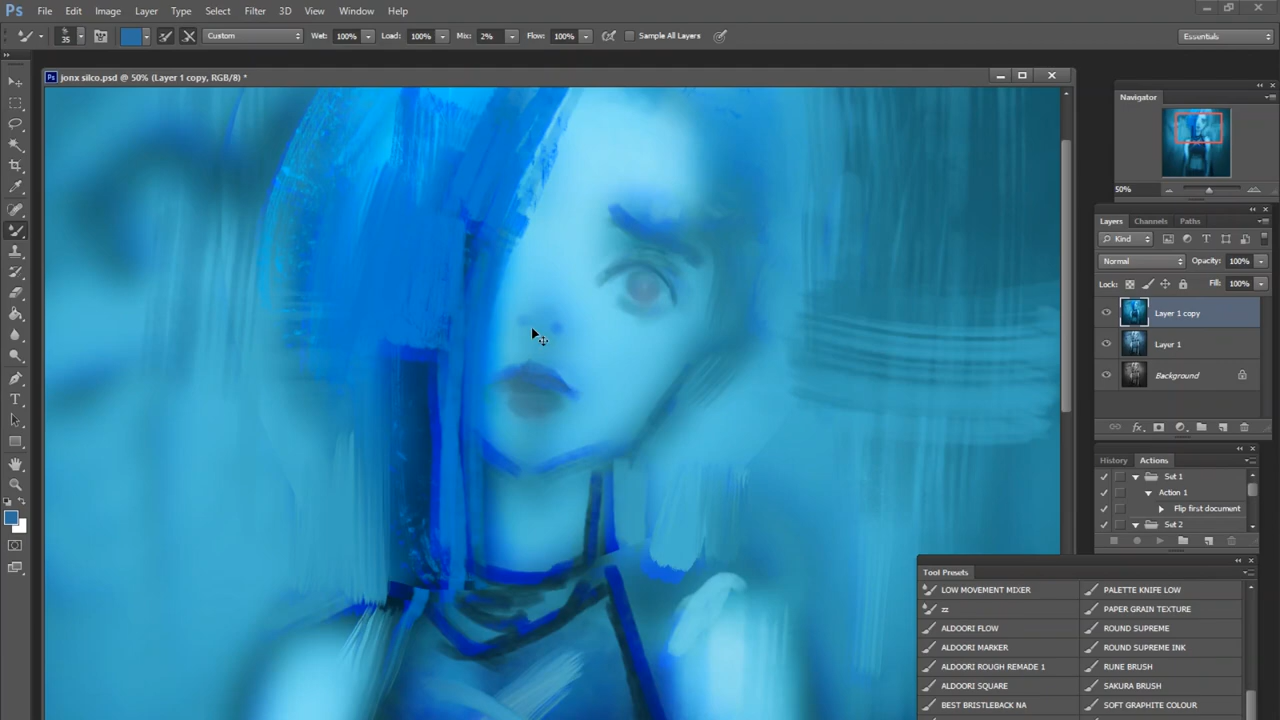 Ps File Edit Image Layer Type Select Filter 3D View Window Help
35 Custom Wet: 100% Load: 100% Mix: 2% Flow: 100% Sample All Layers Essentials
Ps jonx silco.psd @ 50% (Layer 1 copy, RGB/8) *
Navigator
50%
Layers Channels Paths
Kind
Normal Opacity: 100%
Lock: Fill: 100%
Layer 1 copy
Layer 1
Background
History Actions
Set 1
Action 1
Flip first document
Set 2
Tool Presets
LOW MOVEMENT MIXER PALETTE KNIFE LOW
zz PAPER GRAIN TEXTURE
ALDOORI FLOW ROUND SUPREME
ALDOORI MARKER ROUND SUPREME INK
ALDOORI ROUGH REMADE 1 RUNE BRUSH
ALDOORI SQUARE SAKURA BRUSH
BEST BRISTLEBACK NA SOFT GRAPHITE COLOUR